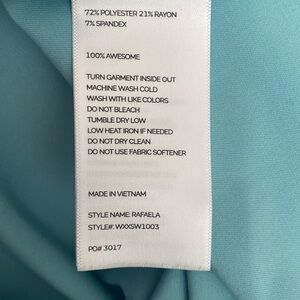 72% POLYESTER 21% RAYON
7% SPANDEX
100% AWESOME
TURN GARMENT INSIDE OUT
MACHINE WASH COLD
WASH WITH LIKE COLORS
DO NOT BLEACH
TUMBLE DRY LOW
LOW HEAT IRON IF NEEDED
DO NOT DRY CLEAN
DO NOT USE FABRIC SOFTENER
MADE IN VIETNAM
STYLE NAME: RAFAELA
STYLE#: WXXSW1003
PO# 3017